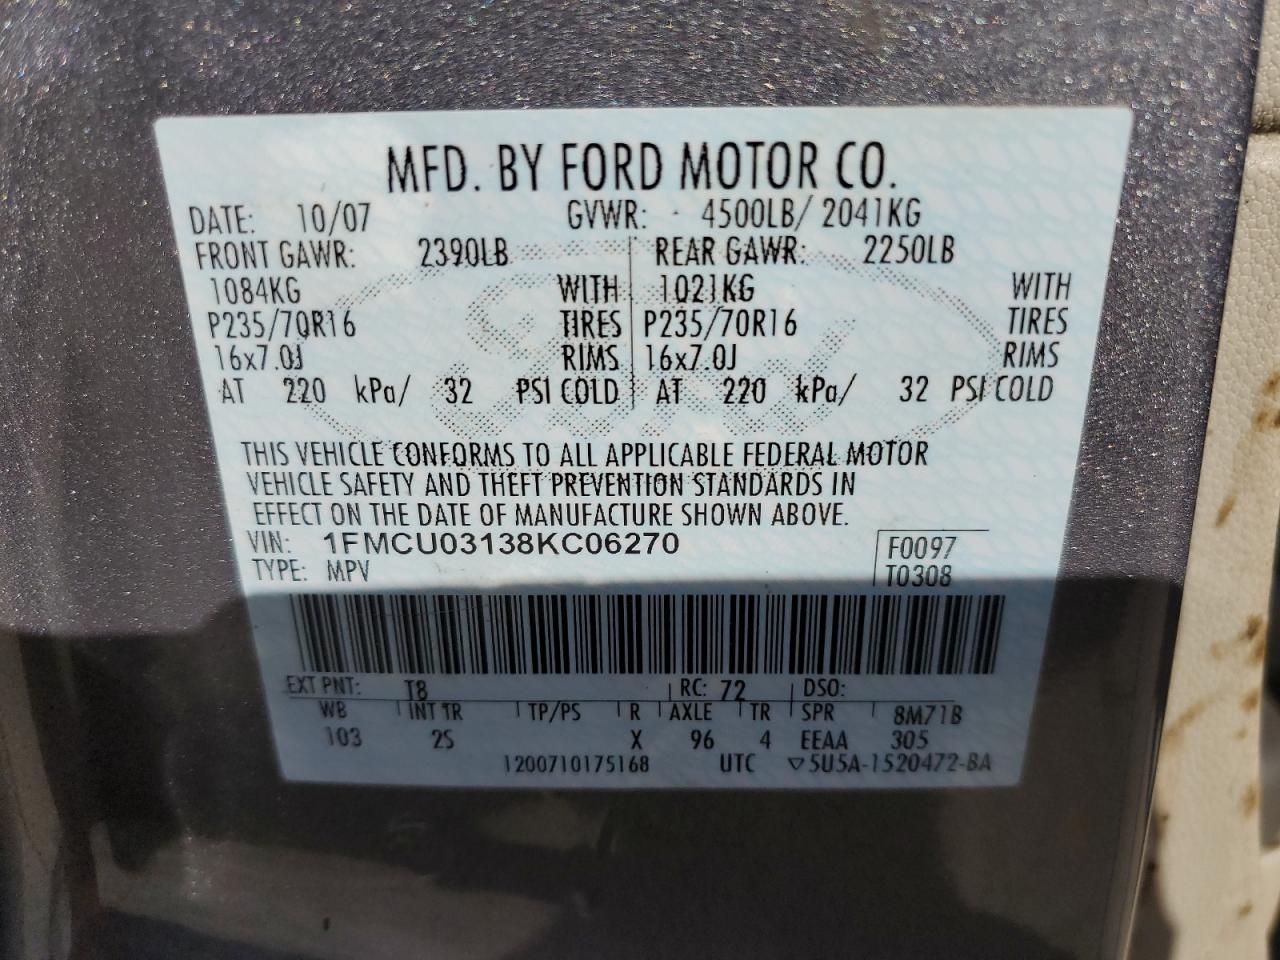 MFD. BY FORD MOTOR CO.
DATE: 10/07 GVWR: 4500LB/ 2041KG
FRONT GAWR: 2390LB REAR GAWR: 2250LB
1084KG WITH 1021KG WITH
P235/70R16 TIRES P235/70R16 TIRES
16x7.0J RIMS 16x7.0J RIMS
AT 220 kPa/ 32 PSI COLD AT 220 kPa/ 32 PSI COLD
THIS VEHICLE CONFORMS TO ALL APPLICABLE FEDERAL MOTOR
VEHICLE SAFETY AND THEFT PREVENTION STANDARDS IN
EFFECT ON THE DATE OF MANUFACTURE SHOWN ABOVE.
VIN: 1FMCU03138KC06270 F0097
TYPE: MPV T0308
EXT PNT: T8 RC: 72 DSO:
WB INT TR TP/PS R AXLE TR SPR 8M71B
103 2S X 96 4 EEAA 305
1200710175168 UTC ▽5U5A-1520472-BA